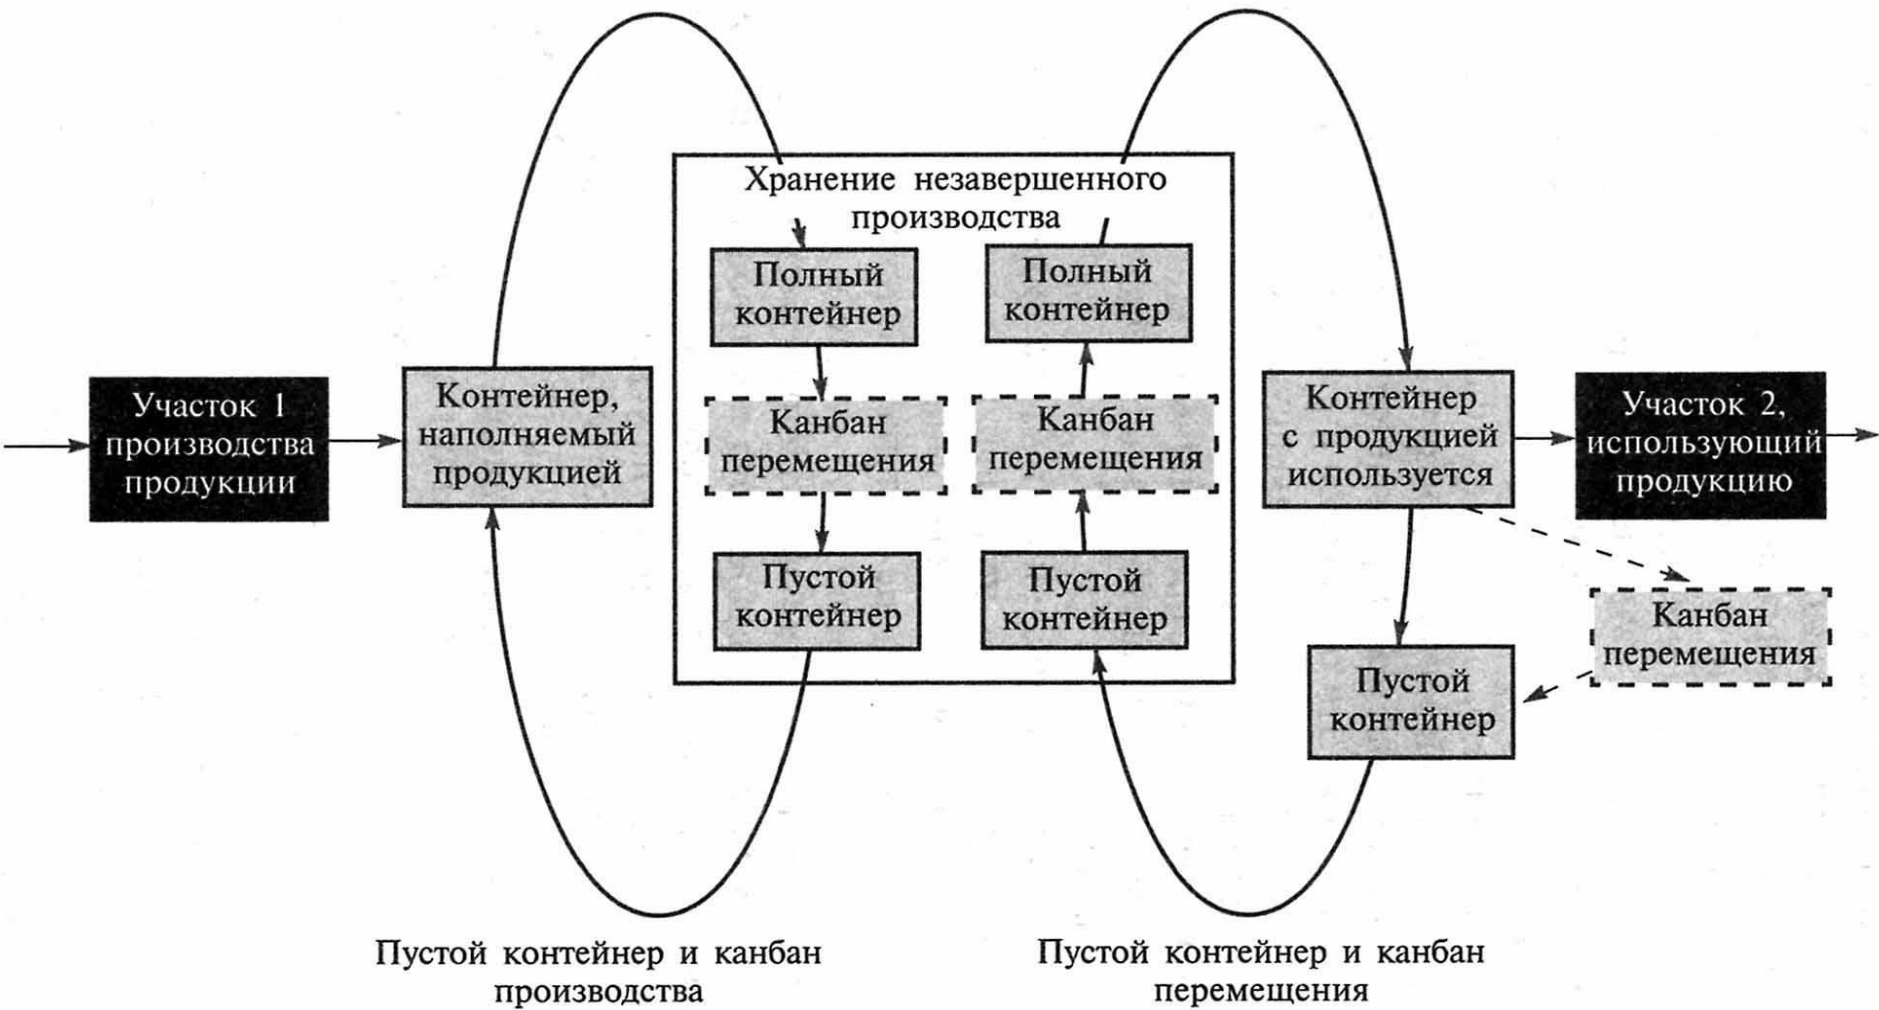 Хранение незавершенного
производства
Полный
контейнер
Полный
контейнер
Участок 1
производства
продукции
Контейнер,
наполняемый
продукцией
Канбан
перемещения
Канбан
перемещения
Контейнер
с продукцией
используется
Участок 2,
использующий
продукцию
Пустой
контейнер
Пустой
контейнер
Канбан
перемещения
Пустой
контейнер
Пустой контейнер и канбан
производства
Пустой контейнер и канбан
перемещения